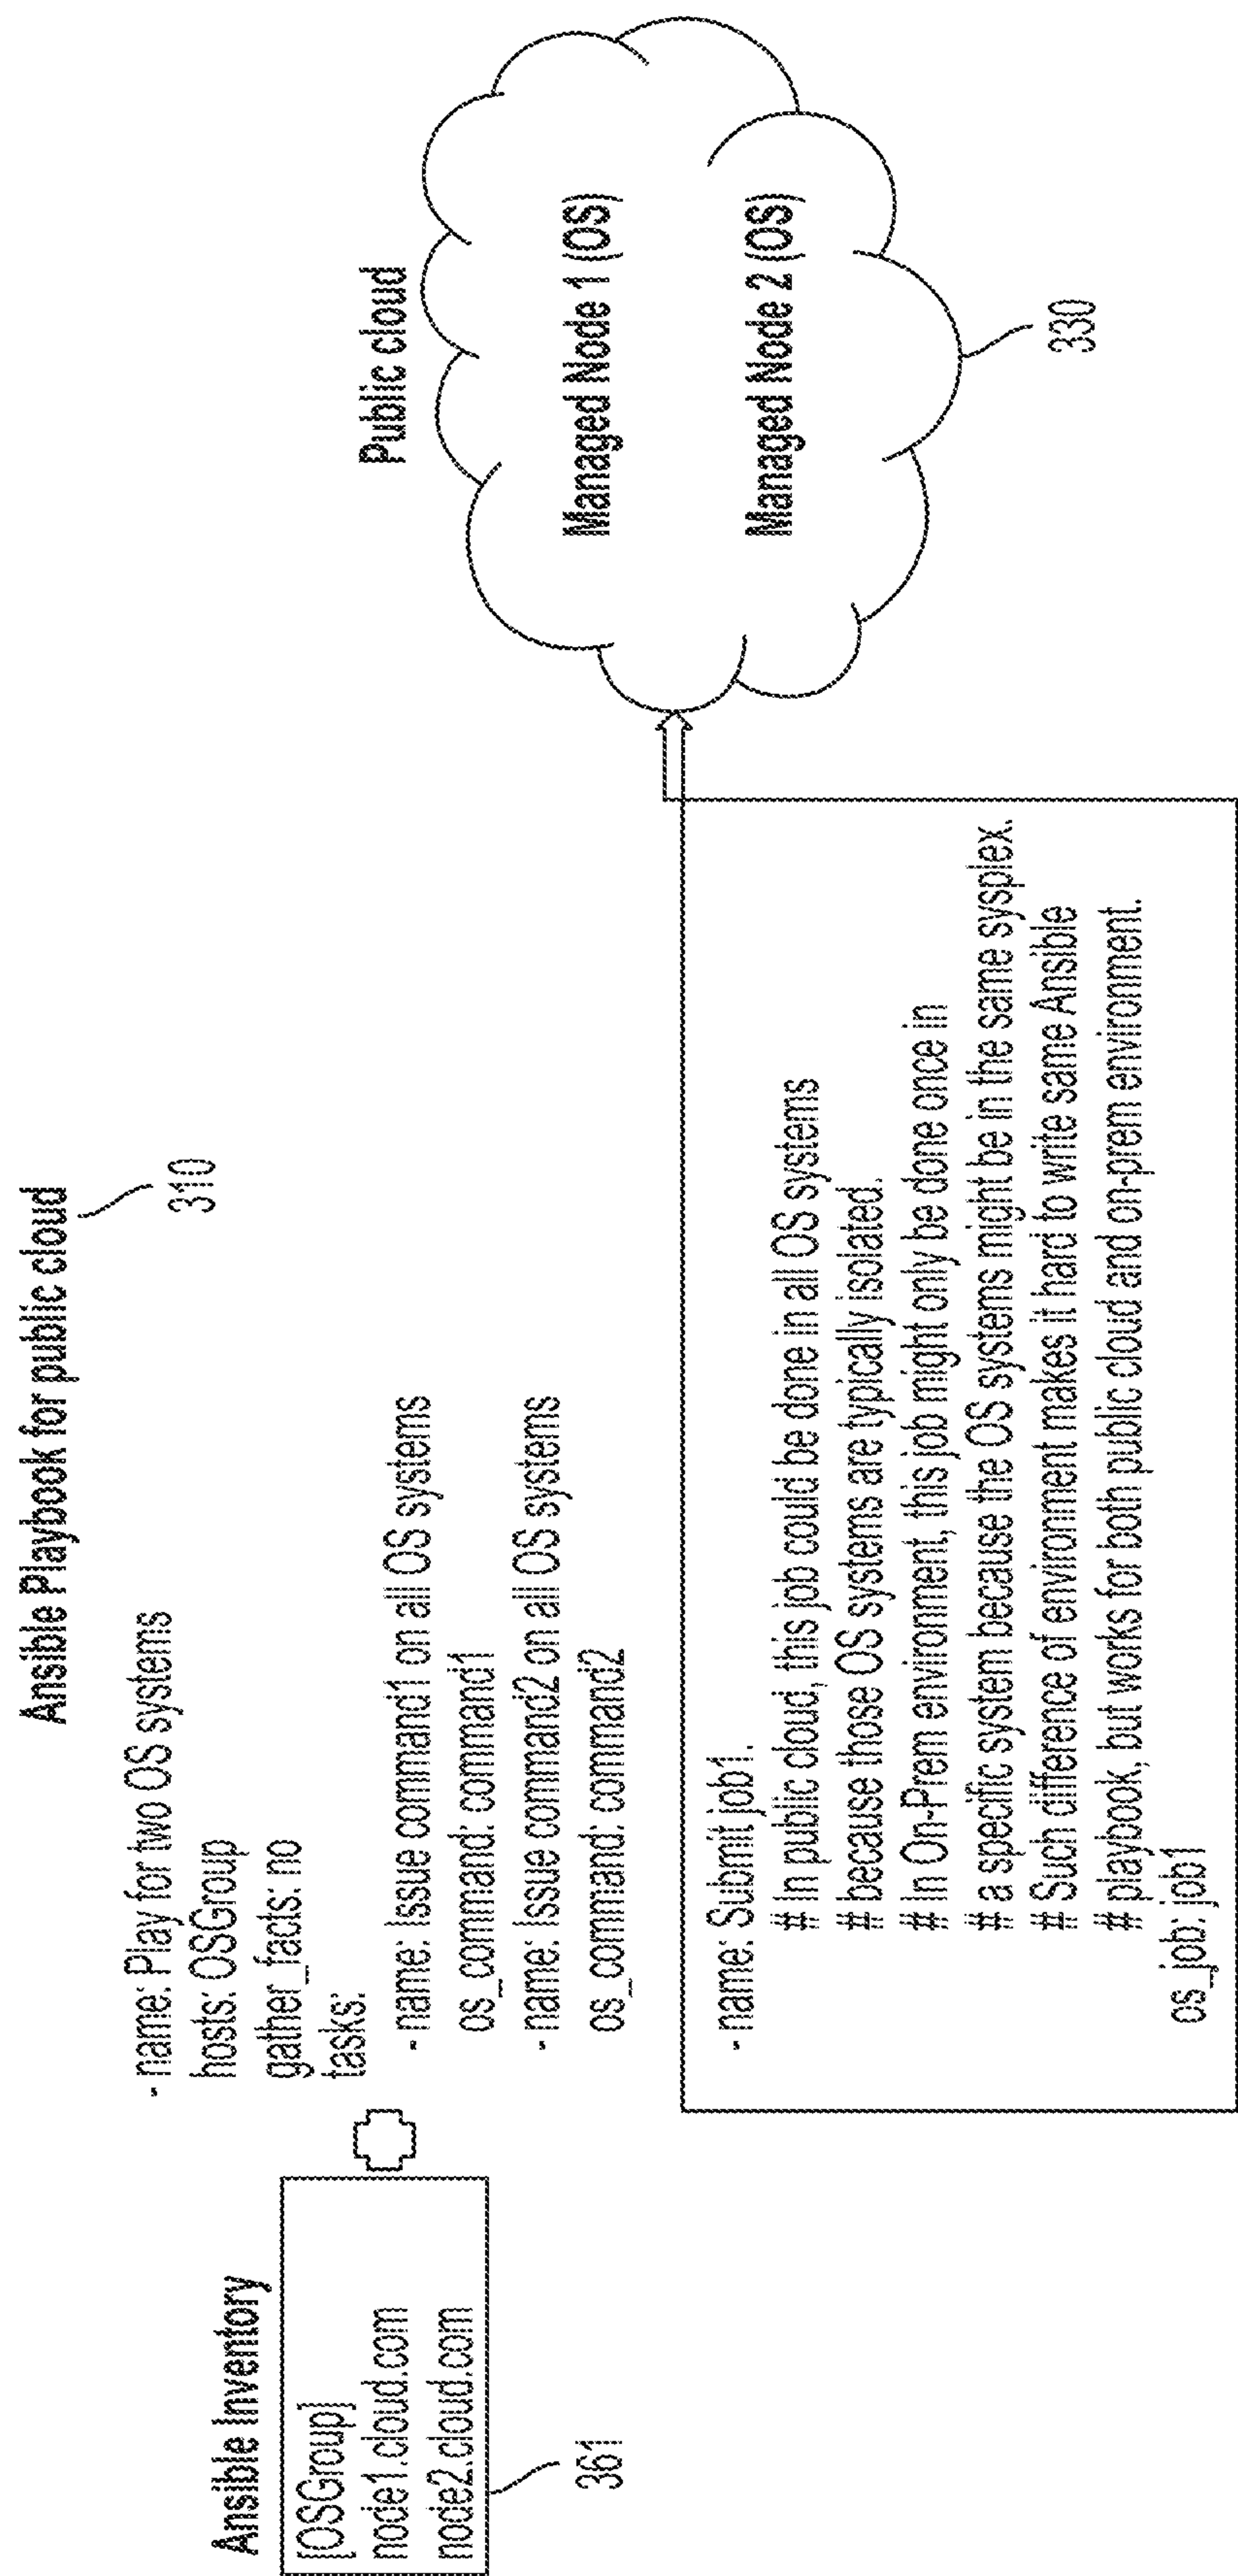 Ansible Playbook for public cloud
310
Ansible Inventory
[OSGroup]
node1.cloud.com
node2.cloud.com
361
- name: Play for two OS systems
hosts: OSGroup
gather_facts: no
tasks:
- name: Issue command1 on all OS systems
os_command: command1
- name: Issue command2 on all OS systems
os_command: command2
- name: Submit job1.
# In public cloud, this job could be done in all OS systems
# because those OS systems are typically isolated.
# In On-Prem environment, this job might only be done once in
# a specific system because the OS systems might be in the same sysplex.
# Such difference of environment makes it hard to write same Ansible
# playbook, but works for both public cloud and on-prem environment.
os_job: job1
Public cloud
Managed Node 1 (OS)
Managed Node 2 (OS)
330